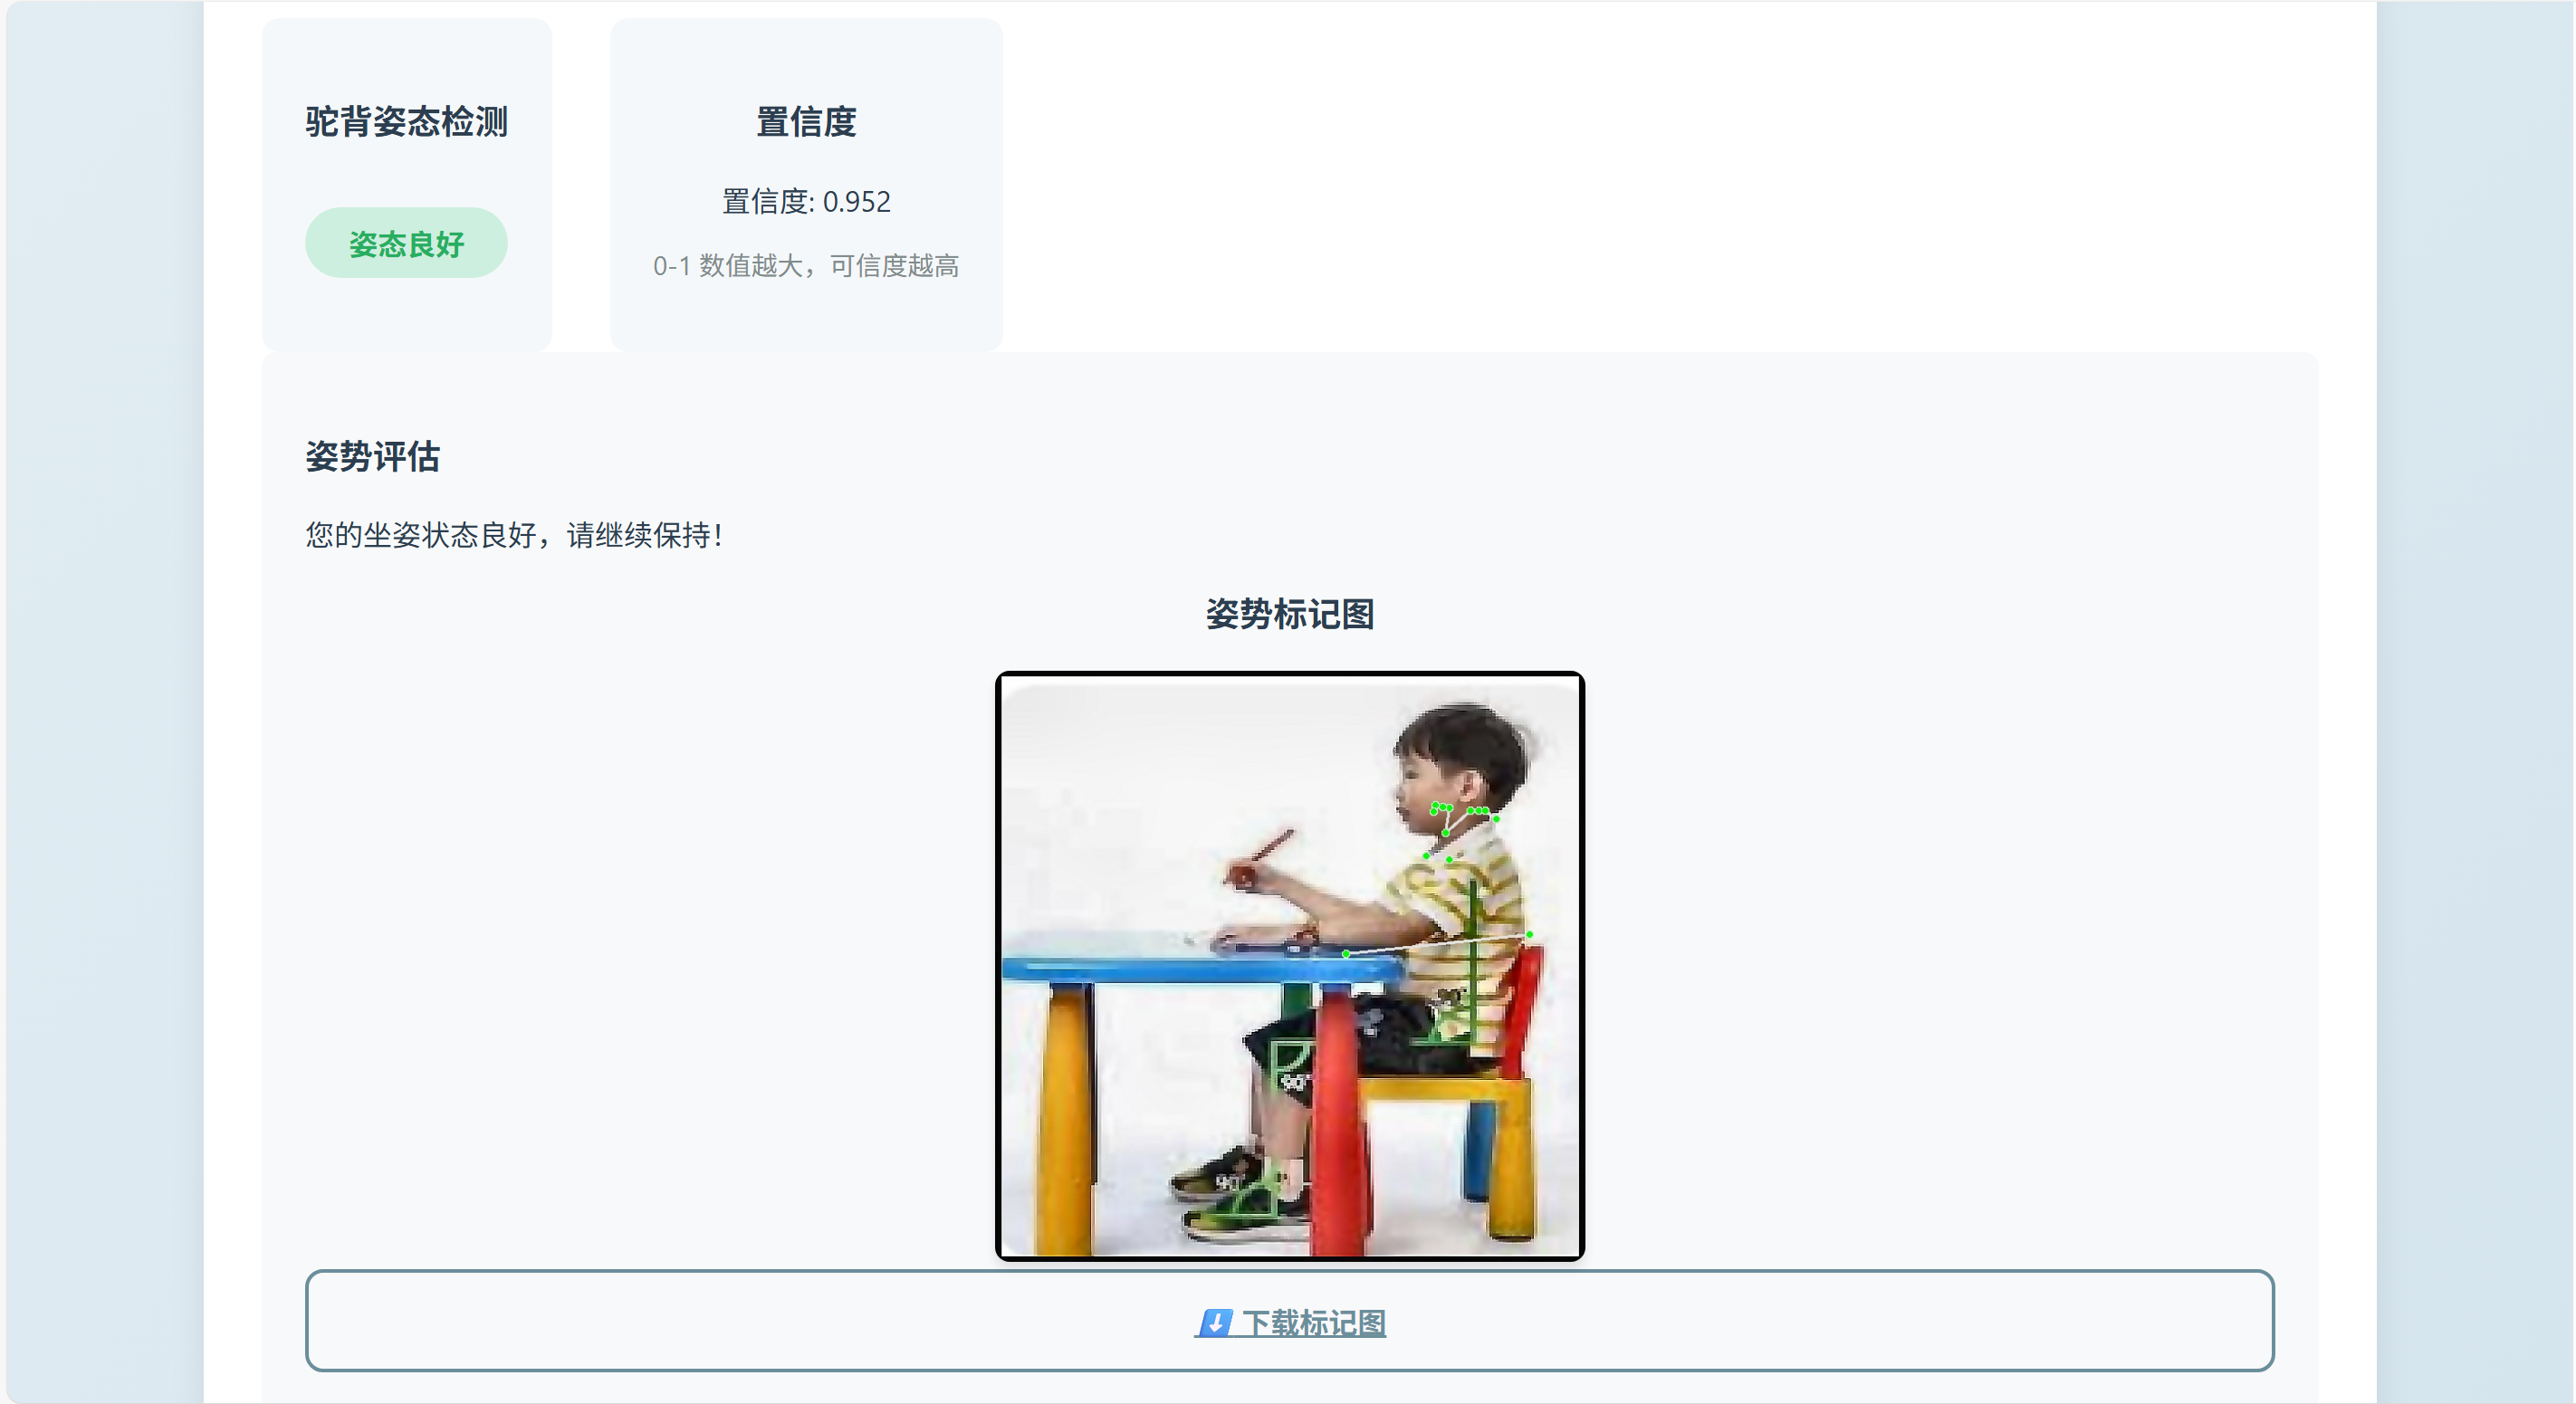 驼背姿态检测
姿态良好
置信度
置信度: 0.952
0-1 数值越大，可信度越高
姿势评估
您的坐姿状态良好，请继续保持！
姿势标记图
90°
90°
90°
下载标记图